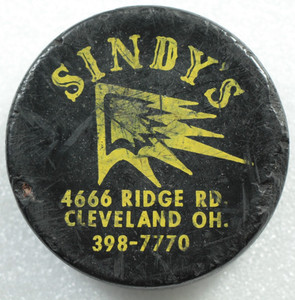 SINDY'S
4666 RIDGE RD.
CLEVELAND OH.
398-7770